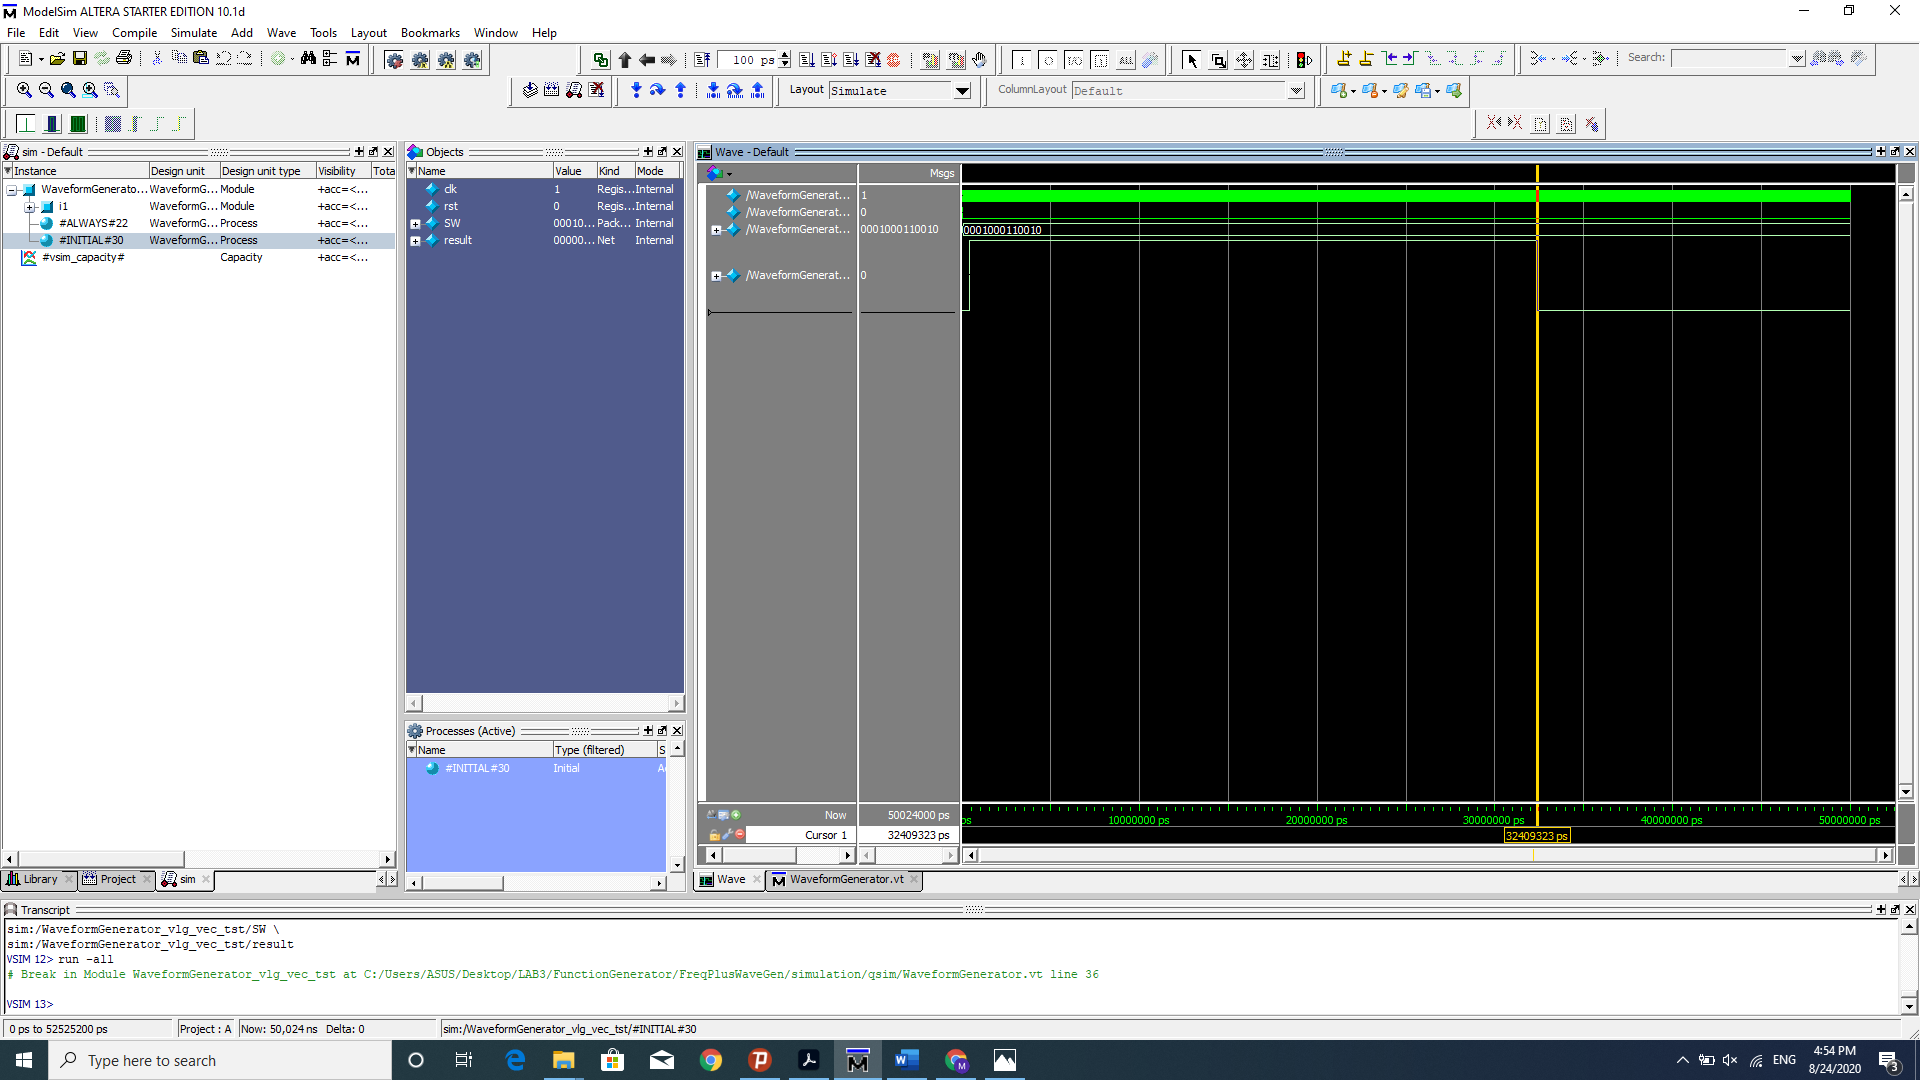 ModelSim ALTERA STARTER EDITION 10.1d
File Edit View Compile Simulate Add Wave Tools Layout Bookmarks Window Help
100 ps
ALL
Search:
Layout Simulate
ColumnLayout Default
sim - Default
Instance Design unit Design unit type Visibility Tota
WaveformGenerato... WaveformG... Module +acc=<...
i1 WaveformG... Module +acc=<...
#ALWAYS#22 WaveformG... Process +acc=<...
#INITIAL#30 WaveformG... Process +acc=<...
#vsim_capacity# Capacity +acc=<...
Objects
Name Value Kind Mode
clk 1 Regis... Internal
rst 0 Regis... Internal
SW 00010... Pack... Internal
result 00000... Net Internal
Processes (Active)
Name Type (filtered) S
#INITIAL#30 Initial A
Wave - Default
Msgs
/WaveformGenerat... 1
/WaveformGenerat... 0
/WaveformGenerat... 0001000110010 0001000110010
/WaveformGenerat... 0
Now 50024000 ps
ps 10000000 ps 20000000 ps 30000000 ps 40000000 ps 50000000 ps
Cursor 1 32409323 ps
32409323 ps
Library Project sim
Wave WaveformGenerator.vt
Transcript
sim:/WaveformGenerator_vlg_vec_tst/SW \
sim:/WaveformGenerator_vlg_vec_tst/result
VSIM 12> run -all
# Break in Module WaveformGenerator_vlg_vec_tst at C:/Users/ASUS/Desktop/LAB3/FunctionGenerator/FreqPlusWaveGen/simulation/qsim/WaveformGenerator.vt line 36
VSIM 13>
0 ps to 52525200 ps Project : A Now: 50,024 ns Delta: 0 sim:/WaveformGenerator_vlg_vec_tst/#INITIAL#30
Type here to search
ENG
4:54 PM
8/24/2020
3